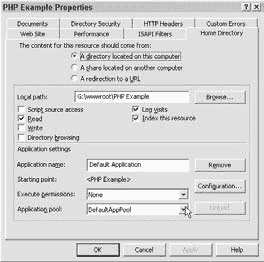 PHP Example Properties
Documents Directory Security HTTP Headers Custom Errors
Web Site Performance ISAPI Filters Home Directory
The content for this resource should come from:
A directory located on this computer
A share located on another computer
A redirection to a URL
Local path: G:\wwwroot\PHP Example Browse...
Script source access Log visits
Read Index this resource
Write
Directory browsing
Application settings
Application name: Default Application Remove
Starting point: <PHP Example>
Execute permissions: None Configuration...
Application pool: DefaultAppPool Unload
OK Cancel Apply Help